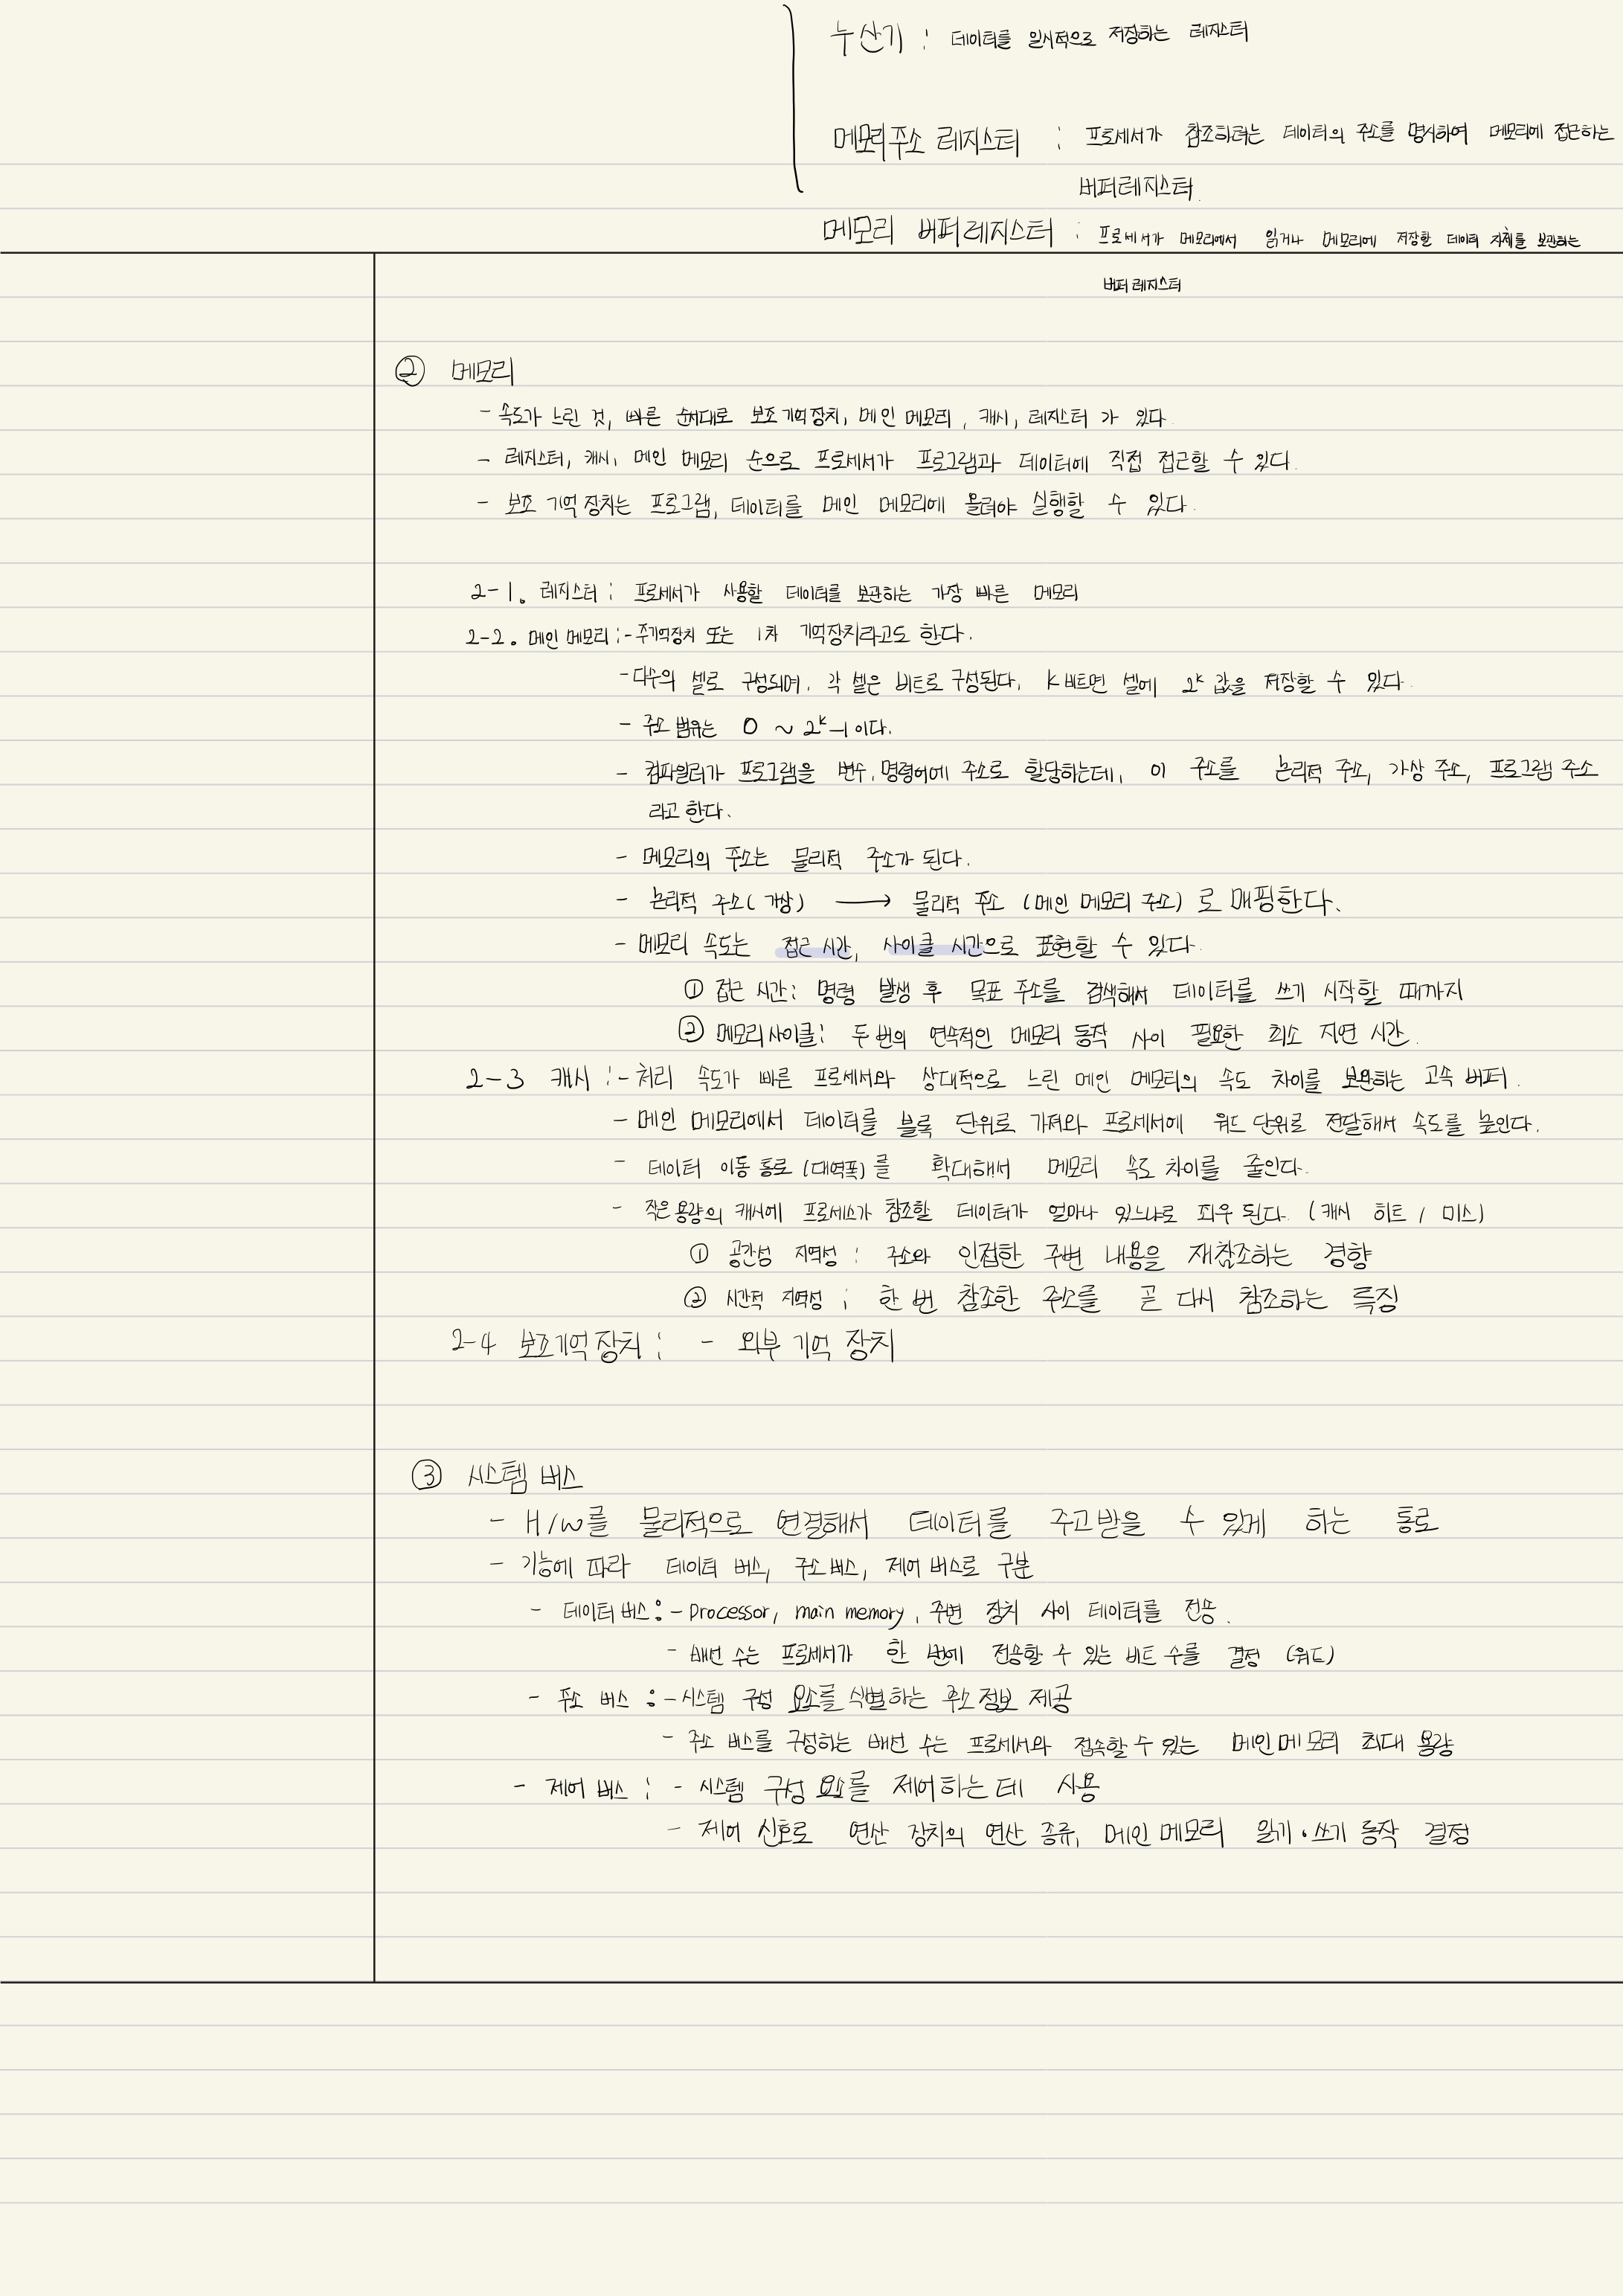 누산기 : 데이터를 일시적으로 저장하는 레지스터
메모리 주소 레지스터 : 프로세서가 참조하려는 데이터의 주소를 명시하여 메모리에 접근하는
버퍼 레지스터.
메모리 버퍼 레지스터 : 프로세서가 메모리에서 읽거나 메모리에 저장할 데이터 자체를 보관하는
버퍼 레지스터
② 메모리
- 속도가 느린 것, 빠른 순서대로 보조 기억 장치, 메인 메모리, 캐시, 레지스터 가 있다.
- 레지스터, 캐시, 메인 메모리 순으로 프로세서가 프로그램과 데이터에 직접 접근할 수 있다.
- 보조 기억 장치는 프로그램, 데이터를 메인 메모리에 올려야 실행할 수 있다.
2-1. 레지스터 : 프로세서가 사용할 데이터를 보관하는 가장 빠른 메모리
2-2. 메인 메모리 : - 주기억장치 또는 1차 기억장치라고도 한다.
- 다수의 셀로 구성되며, 각 셀은 비트로 구성된다. K비트면 셀에 2ᵏ 값을 저장할 수 있다.
- 주소 범위는 0 ~ 2ᵏ-1 이다.
- 컴파일러가 프로그램을 변수, 명령어에 주소로 할당하는데, 이 주소를 논리적 주소, 가상 주소, 프로그램 주소
라고 한다.
- 메모리의 주소는 물리적 주소가 된다.
- 논리적 주소(가상) ⟶ 물리적 주소 (메인 메모리 주소) 로 매핑한다.
- 메모리 속도는 접근 시간, 사이클 시간으로 표현할 수 있다.
① 접근 시간 : 명령 발생 후 목표 주소를 검색해서 데이터를 쓰기 시작할 때까지
② 메모리 사이클 : 두 번의 연속적인 메모리 동작 사이 필요한 최소 지연 시간.
2-3 캐시 : - 처리 속도가 빠른 프로세서와 상대적으로 느린 메인 메모리의 속도 차이를 보완하는 고속 버퍼.
- 메인 메모리에서 데이터를 블록 단위로 가져와 프로세서에 워드 단위로 전달해서 속도를 높인다.
- 데이터 이동 통로 (대역폭)를 확대해서 메모리 속도 차이를 줄인다.
- 작은 용량의 캐시에 프로세스가 참조할 데이터가 얼마나 있느냐로 좌우 된다. (캐시 히트 / 미스)
① 공간성 지역성 : 주소와 인접한 주변 내용을 재참조하는 경향
② 시간적 지역성 : 한 번 참조한 주소를 곧 다시 참조하는 특징
2-4 보조기억 장치 : - 외부 기억 장치
③ 시스템 버스
- H/W를 물리적으로 연결해서 데이터를 주고받을 수 있게 하는 통로
- 기능에 따라 데이터 버스, 주소 버스, 제어 버스로 구분
- 데이터 버스 : - Processor, main memory, 주변 장치 사이 데이터를 전송.
- 배선 수는 프로세서가 한 번에 전송할 수 있는 비트 수를 결정 (워드)
- 주소 버스 : - 시스템 구성 요소를 식별하는 주소 정보 제공
- 주소 버스를 구성하는 배선 수는 프로세서와 접속할 수 있는 메인 메모리 최대 용량
- 제어 버스 : - 시스템 구성 요소를 제어하는 데 사용
- 제어 신호로 연산 장치의 연산 종류, 메인 메모리 읽기 • 쓰기 동작 결정